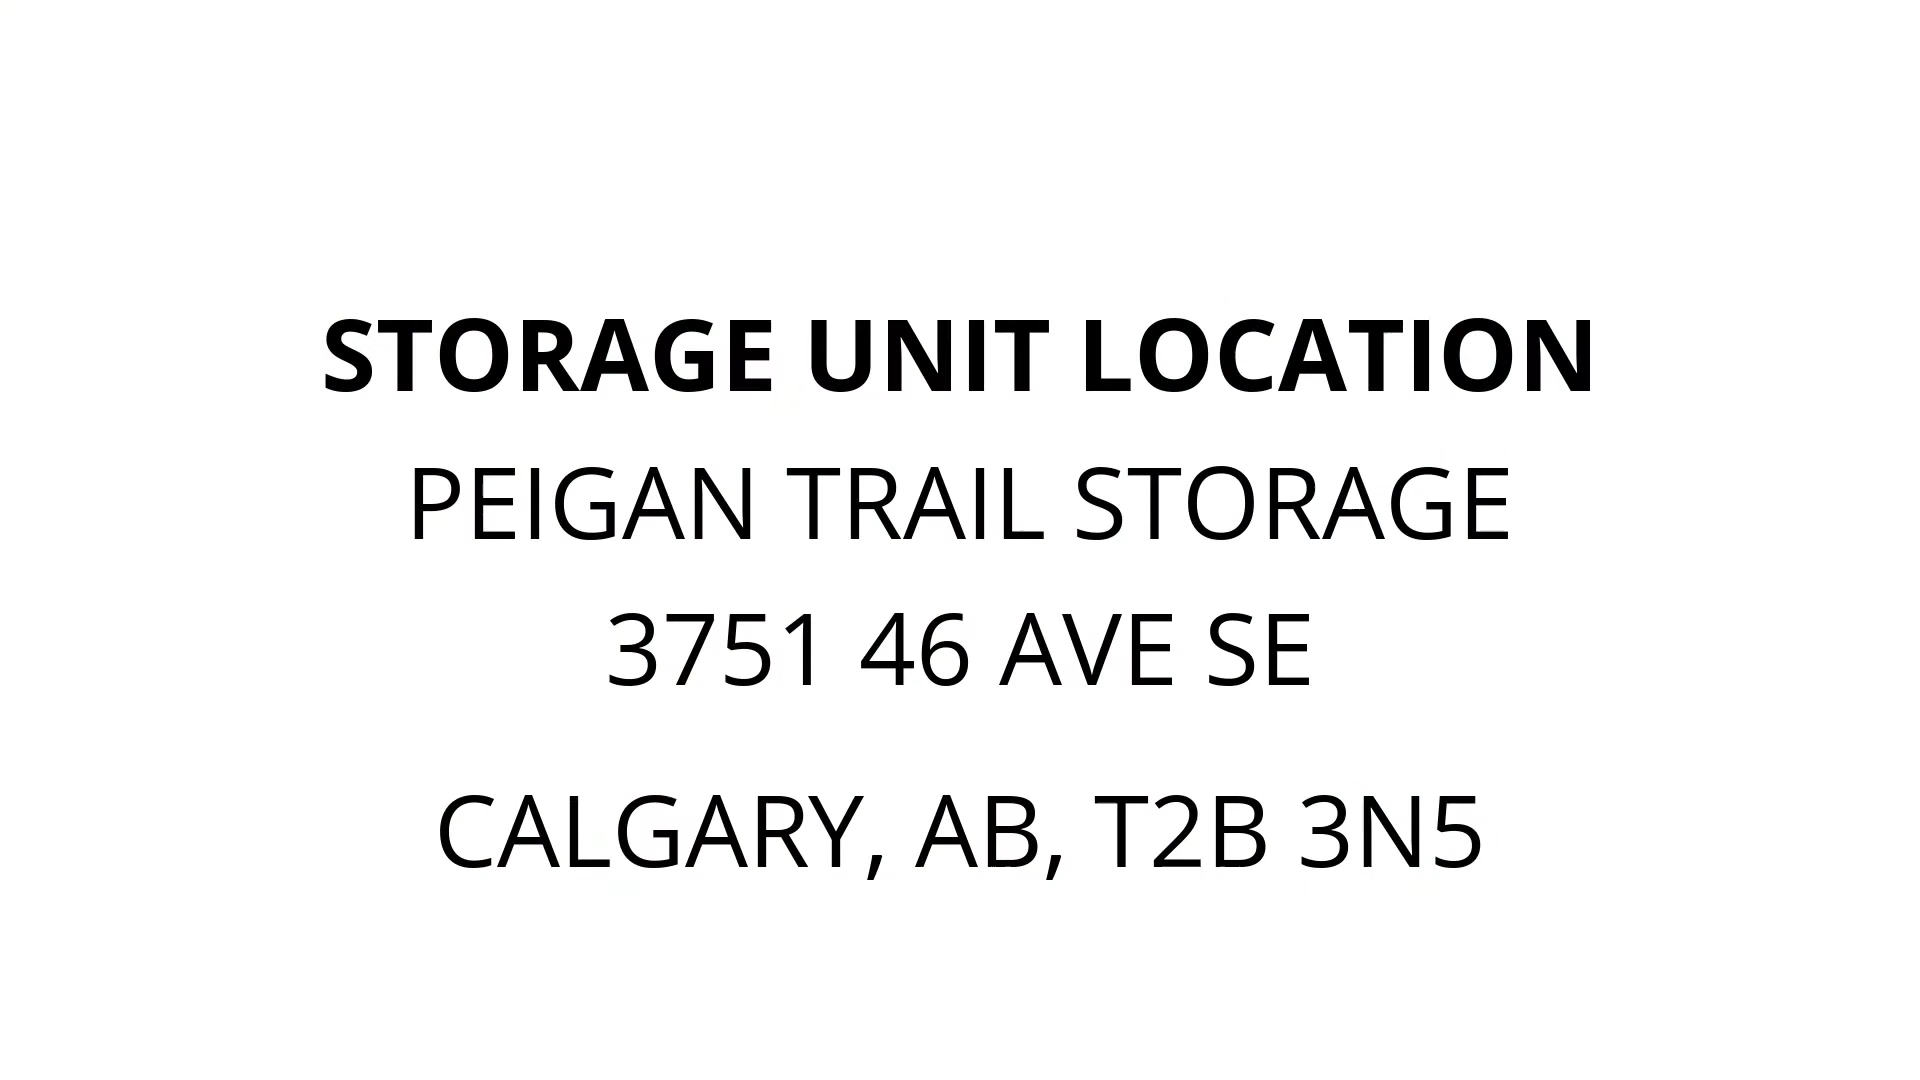 STORAGE UNIT LOCATION
PEIGAN TRAIL STORAGE
3751 46 AVE SE
CALGARY, AB, T2B 3N5